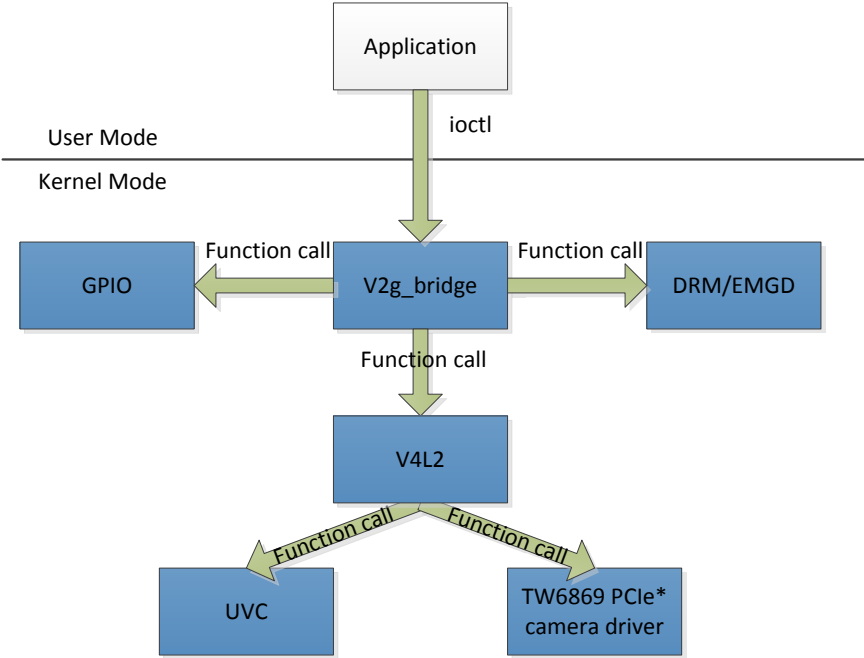 Application
ioctl
User Mode
Kernel Mode
Function call
Function call
GPIO
V2g_bridge
DRM/EMGD
Function call
V4L2
Function call
Function call
UVC
TW6869 PCIe*
camera driver